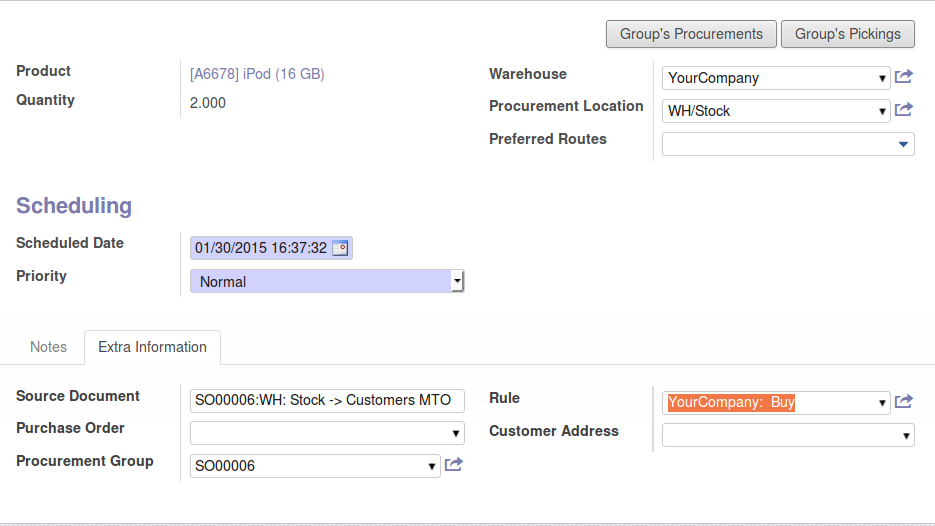 Group's Procurements Group's Pickings
Product [A6678] iPod (16 GB)
Quantity 2.000
Warehouse YourCompany
Procurement Location WH/Stock
Preferred Routes
Scheduling
Scheduled Date 01/30/2015 16:37:32
Priority Normal
Notes Extra Information
Source Document SO00006:WH: Stock -> Customers MTO
Purchase Order
Procurement Group SO00006
Rule YourCompany:  Buy
Customer Address